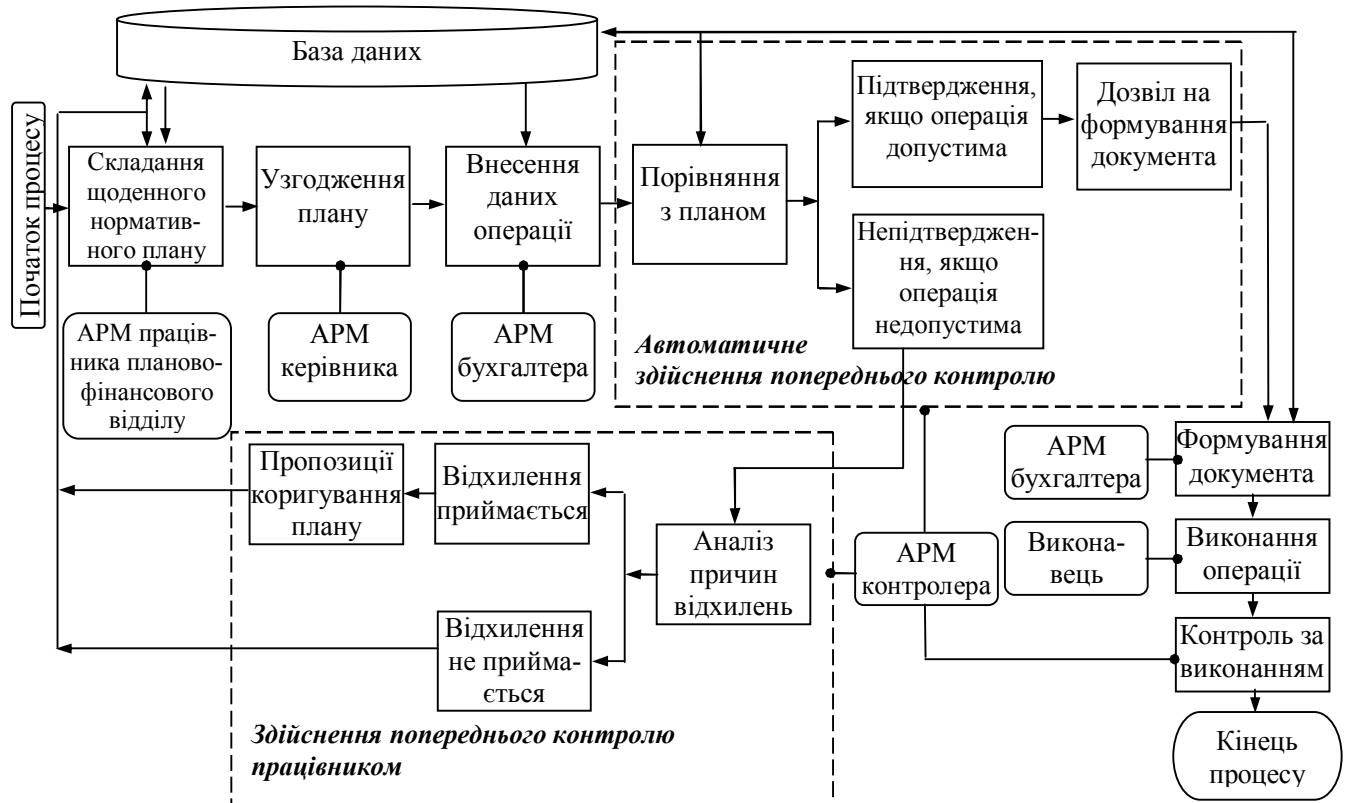 База даних
Початок процесу
Складання
щоденного
норматив-
ного плану
Узгодження
плану
Внесення
даних
операції
Порівняння
з планом
Підтвердження,
якщо операція
допустима
Дозвіл на
формування
документа
Непідтверджен-
ня, якщо
операція
недопустима
Автоматичне
здійснення попереднього контролю
АРМ праців-
ника планово-
фінансового
відділу
АРМ
керівника
АРМ
бухгалтера
Пропозиції
коригування
плану
Відхилення
приймається
Аналіз
причин
відхилень
Відхилення
не прийма-
ється
Здійснення попереднього контролю
працівником
АРМ
контролера
АРМ
бухгалтера
Формування
документа
Викона-
вець
Виконання
операції
Контроль за
виконанням
Кінець
процесу